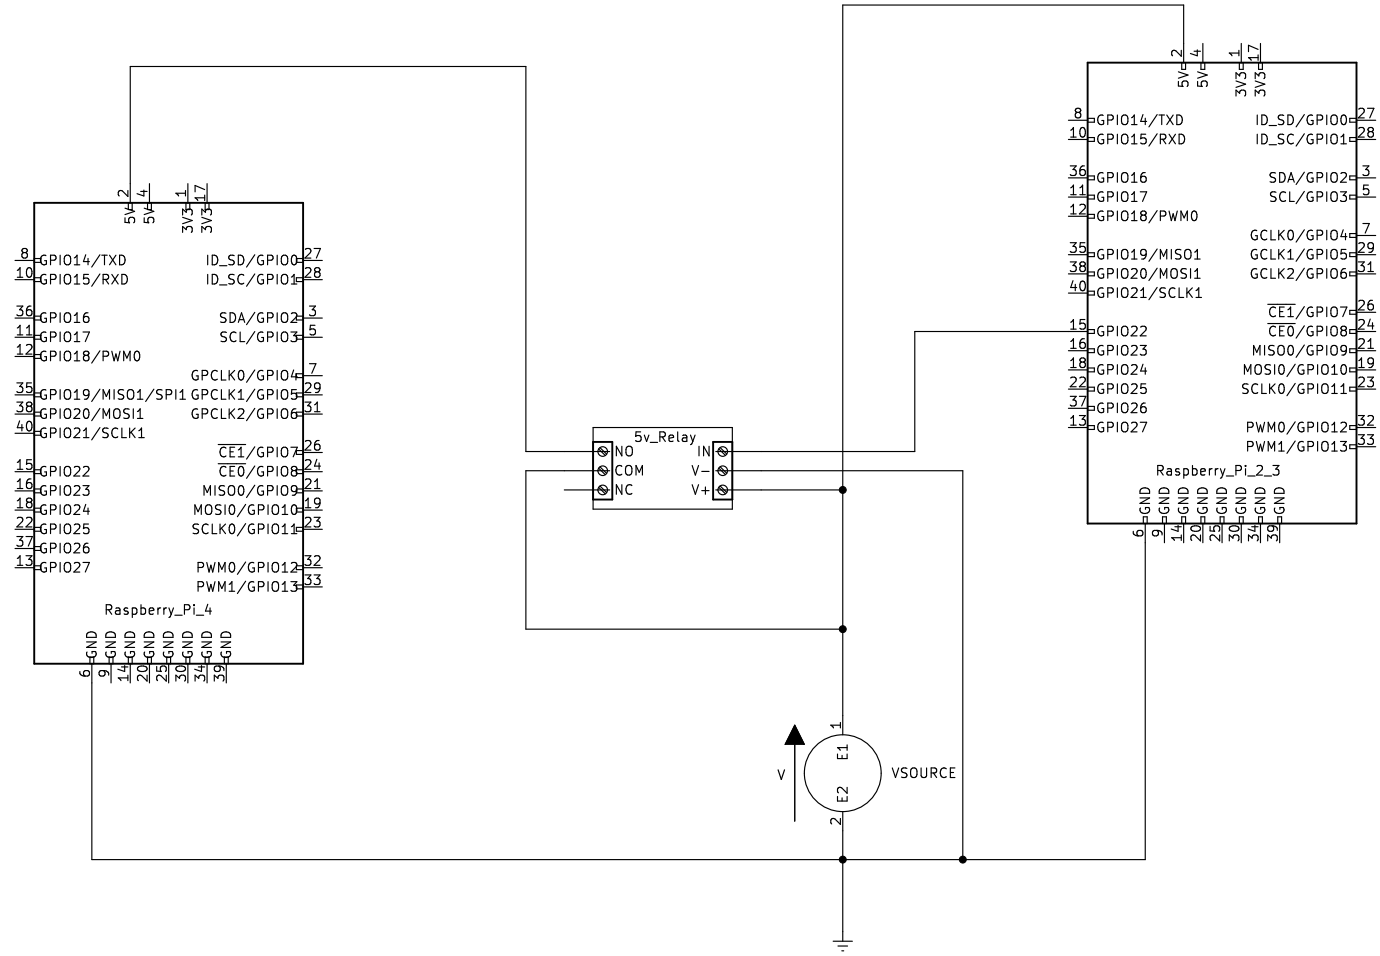 2 4 1 17
5V 5V 3V3 3V3
8 GPIO14/TXD ID_SD/GPIO0 27
10 GPIO15/RXD ID_SC/GPIO1 28
36 GPIO16 SDA/GPIO2 3
11 GPIO17 SCL/GPIO3 5
12 GPIO18/PWM0
GPCLK0/GPIO4 7
35 GPIO19/MISO1/SPI1 GPCLK1/GPIO5 29
38 GPIO20/MOSI1 GPCLK2/GPIO6 31
40 GPIO21/SCLK1
CE1/GPIO7 26
15 GPIO22 CE0/GPIO8 24
16 GPIO23 MISO0/GPIO9 21
18 GPIO24 MOSI0/GPIO10 19
22 GPIO25 SCLK0/GPIO11 23
37 GPIO26
13 GPIO27 PWM0/GPIO12 32
PWM1/GPIO13 33
Raspberry_Pi_4
GND GND GND GND GND GND GND GND
6 9 14 20 25 30 34 39
5v_Relay
NO IN
COM V-
NC V+
1
E1
V VSOURCE
E2
2
2 4 1 17
5V 5V 3V3 3V3
8 GPIO14/TXD ID_SD/GPIO0 27
10 GPIO15/RXD ID_SC/GPIO1 28
36 GPIO16 SDA/GPIO2 3
11 GPIO17 SCL/GPIO3 5
12 GPIO18/PWM0
GCLK0/GPIO4 7
35 GPIO19/MISO1 GCLK1/GPIO5 29
38 GPIO20/MOSI1 GCLK2/GPIO6 31
40 GPIO21/SCLK1
CE1/GPIO7 26
15 GPIO22 CE0/GPIO8 24
16 GPIO23 MISO0/GPIO9 21
18 GPIO24 MOSI0/GPIO10 19
22 GPIO25 SCLK0/GPIO11 23
37 GPIO26
13 GPIO27 PWM0/GPIO12 32
PWM1/GPIO13 33
Raspberry_Pi_2_3
GND GND GND GND GND GND GND GND
6 9 14 20 25 30 34 39